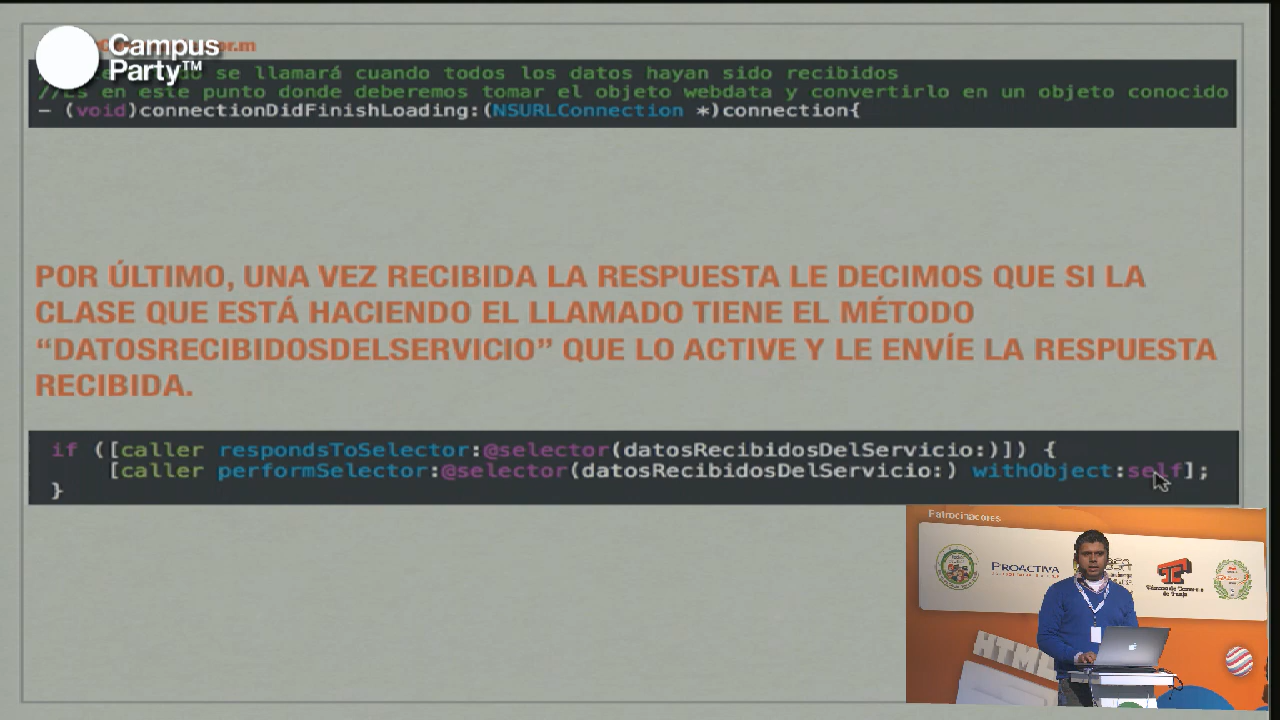 Campus
Party™
or.m
se llamará cuando todos los datos hayan sido recibidos
//Es en este punto donde deberemos tomar el objeto webdata y convertirlo en un objeto conocido
- (void)connectionDidFinishLoading:(NSURLConnection *)connection{
POR ÚLTIMO, UNA VEZ RECIBIDA LA RESPUESTA LE DECIMOS QUE SI LA
CLASE QUE ESTÁ HACIENDO EL LLAMADO TIENE EL MÉTODO
“DATOSRECIBIDOSDELSERVICIO” QUE LO ACTIVE Y LE ENVÍE LA RESPUESTA
RECIBIDA.
if ([caller respondsToSelector:@selector(datosRecibidosDelServicio:)]) {
[caller performSelector:@selector(datosRecibidosDelServicio:) withObject:self];
}
Patrocinadores
PROACTIVA
HTML